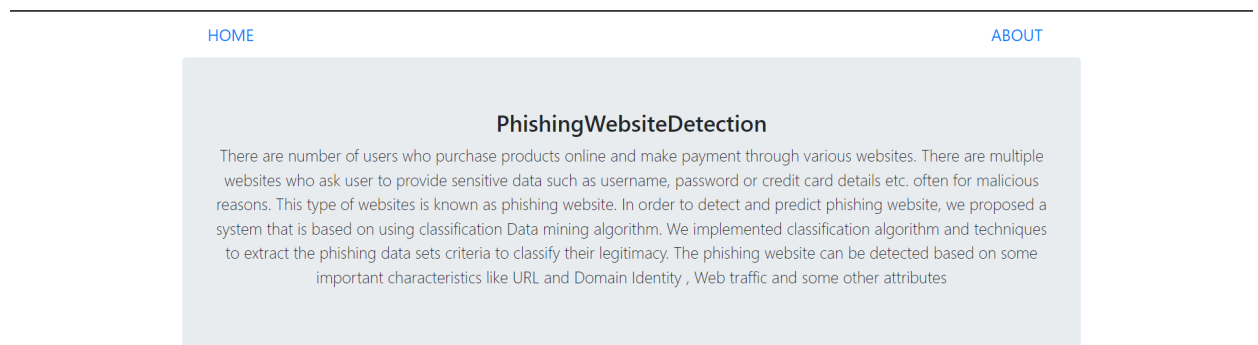 HOME ABOUT
PhishingWebsiteDetection
There are number of users who purchase products online and make payment through various websites. There are multiple
websites who ask user to provide sensitive data such as username, password or credit card details etc. often for malicious
reasons. This type of websites is known as phishing website. In order to detect and predict phishing website, we proposed a
system that is based on using classification Data mining algorithm. We implemented classification algorithm and techniques
to extract the phishing data sets criteria to classify their legitimacy. The phishing website can be detected based on some
important characteristics like URL and Domain Identity , Web traffic and some other attributes